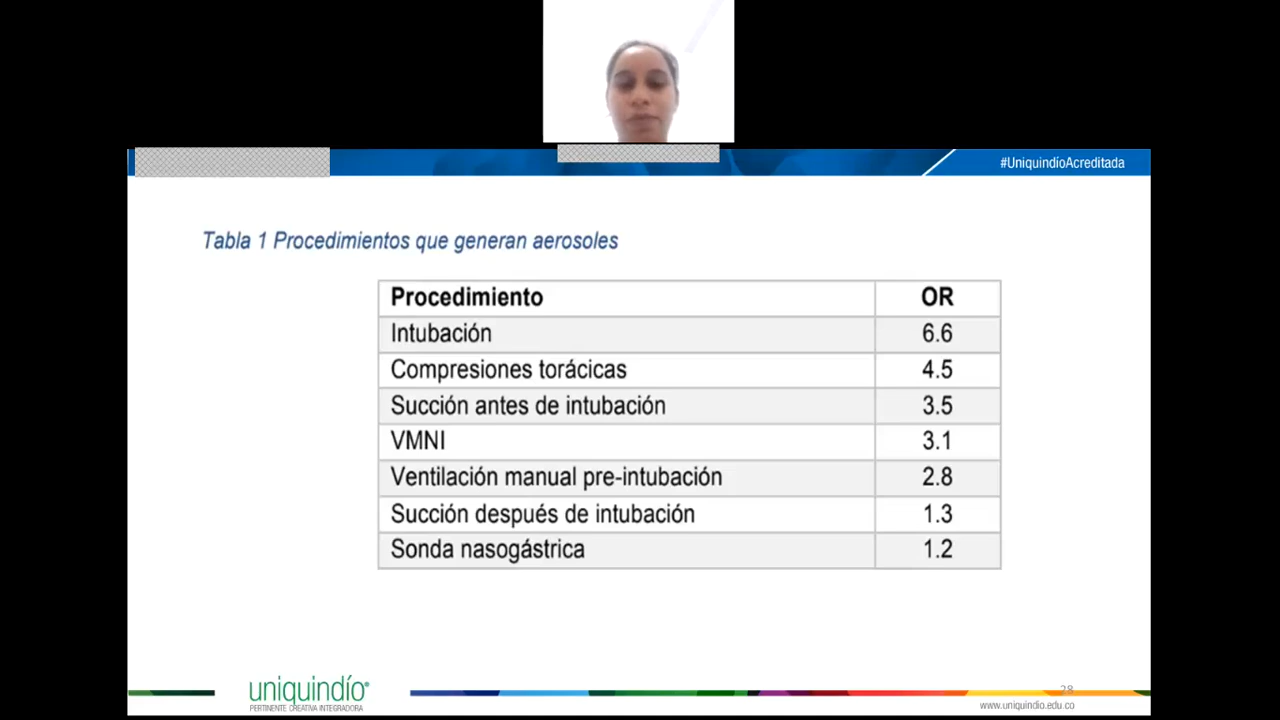 #UniquindíoAcreditada
Tabla 1 Procedimientos que generan aerosoles
Procedimiento OR
Intubación 6.6
Compresiones torácicas 4.5
Succión antes de intubación 3.5
VMNI 3.1
Ventilación manual pre-intubación 2.8
Succión después de intubación 1.3
Sonda nasogástrica 1.2
28
uniquindío®
PERTINENTE CREATIVA INTEGRADORA
www.uniquindio.edu.co